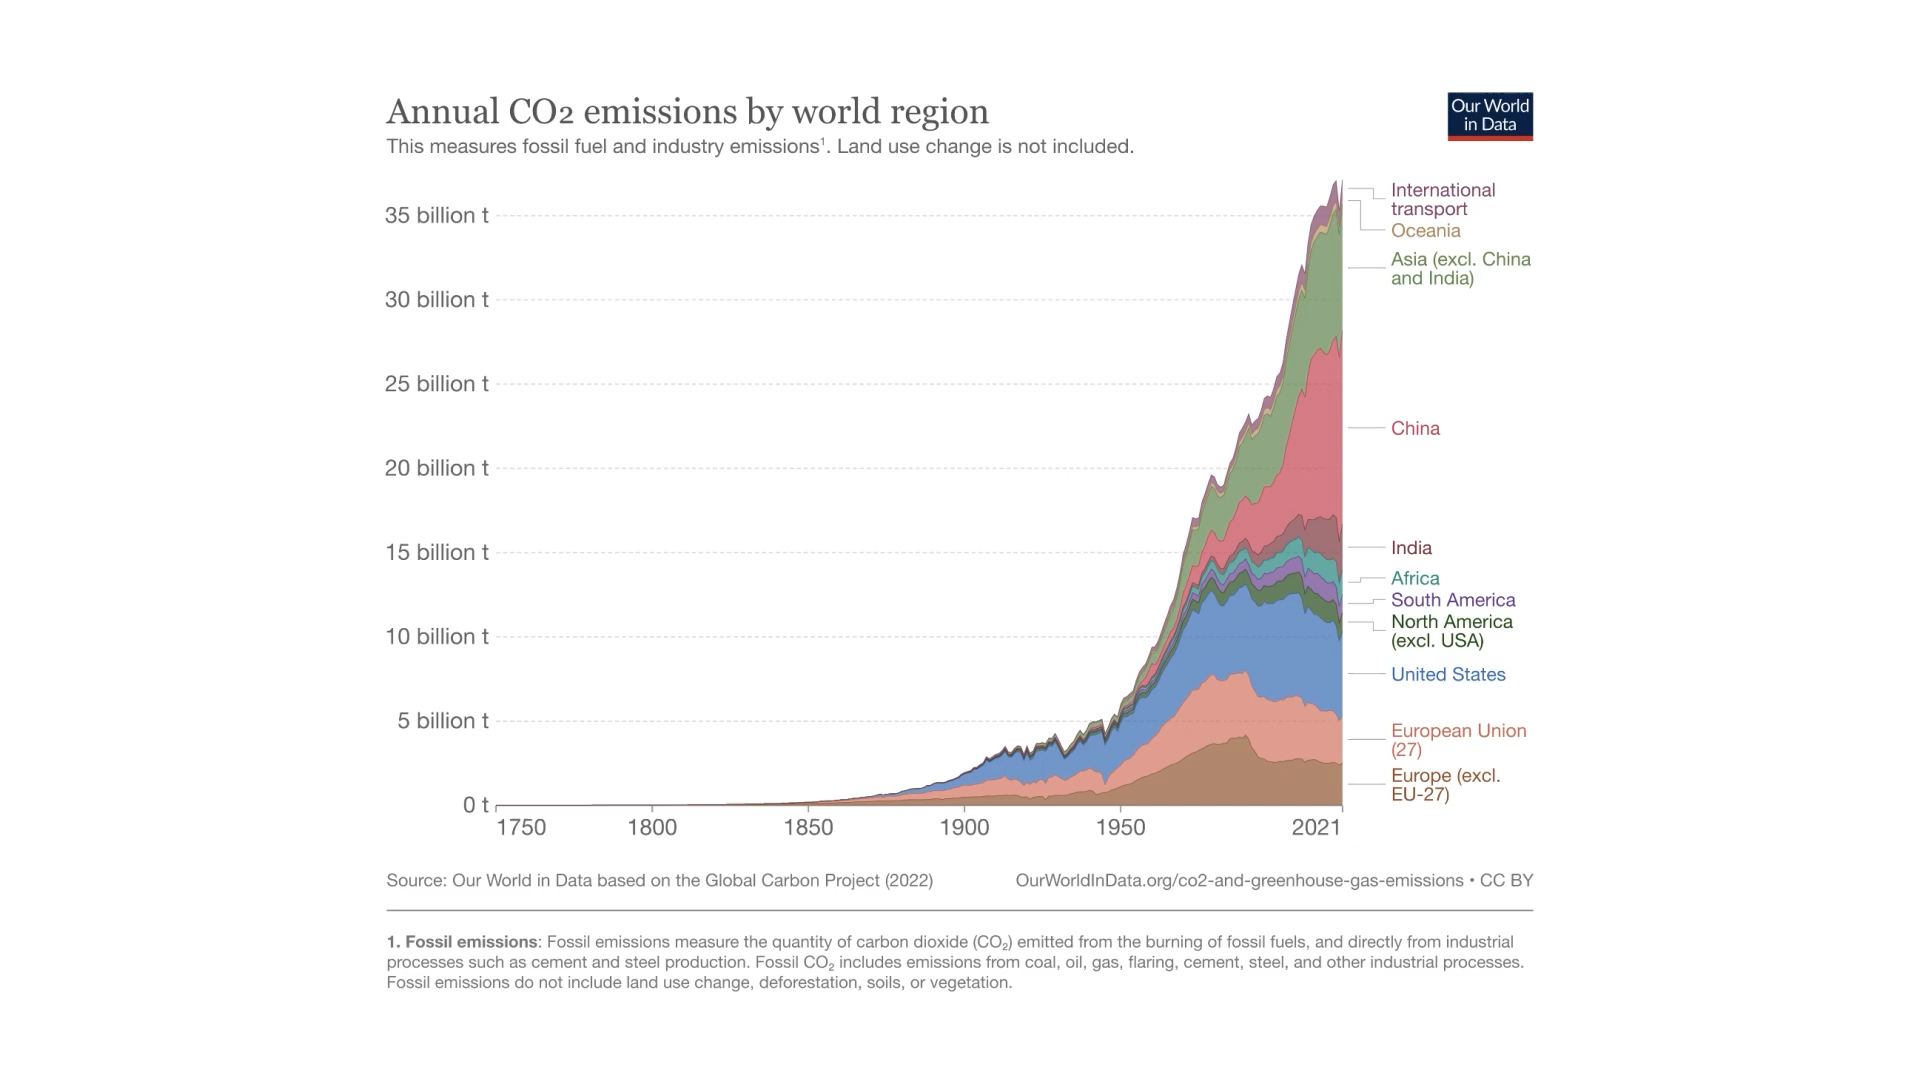 Annual CO2 emissions by world region
This measures fossil fuel and industry emissions¹. Land use change is not included.
Our World
in Data
35 billion t
30 billion t
25 billion t
20 billion t
15 billion t
10 billion t
5 billion t
0 t
1750
1800
1850
1900
1950
2021
International
transport
Oceania
Asia (excl. China
and India)
China
India
Africa
South America
North America
(excl. USA)
United States
European Union
(27)
Europe (excl.
EU-27)
Source: Our World in Data based on the Global Carbon Project (2022)
OurWorldInData.org/co2-and-greenhouse-gas-emissions • CC BY
1. Fossil emissions: Fossil emissions measure the quantity of carbon dioxide (CO₂) emitted from the burning of fossil fuels, and directly from industrial
processes such as cement and steel production. Fossil CO₂ includes emissions from coal, oil, gas, flaring, cement, steel, and other industrial processes.
Fossil emissions do not include land use change, deforestation, soils, or vegetation.